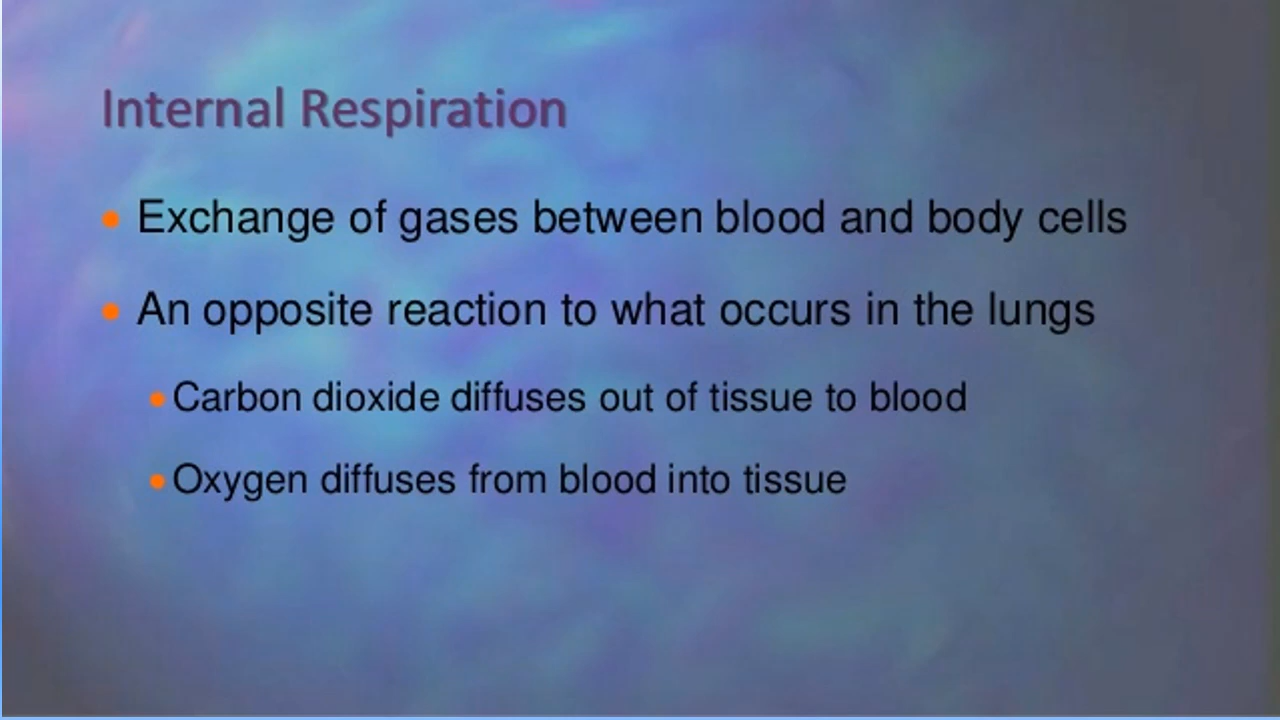 Internal Respiration
• Exchange of gases between blood and body cells
• An opposite reaction to what occurs in the lungs
• Carbon dioxide diffuses out of tissue to blood
• Oxygen diffuses from blood into tissue